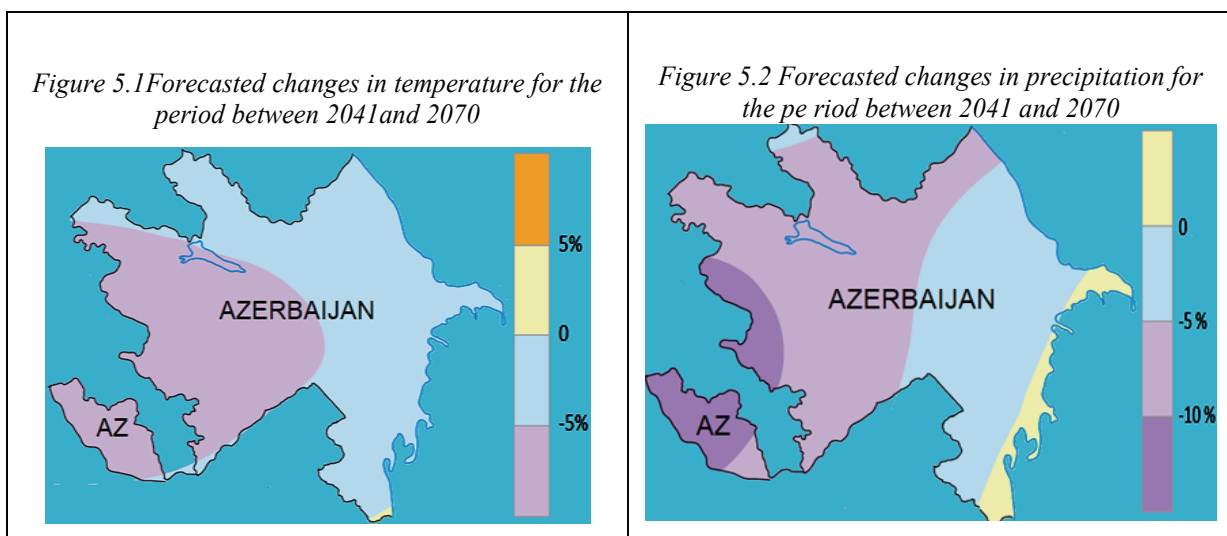 Figure 5.1Forecasted changes in temperature for the
period between 2041and 2070
5%
AZERBAIJAN
0
AZ
-5%
Figure 5.2 Forecasted changes in precipitation for
the pe riod between 2041 and 2070
0
AZERBAIJAN
-5%
AZ
-10%